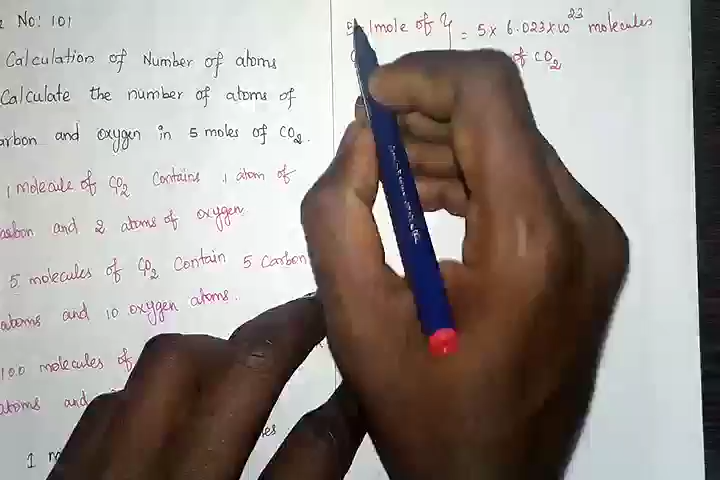 No: 101
Calculation of Number of atoms
Calculate the number of atoms of
arbon and oxygen in 5 moles of CO2.
1 molecule of CO2 Contains 1 atom of
carbon and 2 atoms of oxygen.
5 molecules of CO2 Contain 5 Carbon
atoms and 10 oxygen atoms.
100 molecules of
atoms and
1
1 mole of } = 5 x 6.023 x 10^23 molecules
of CO2